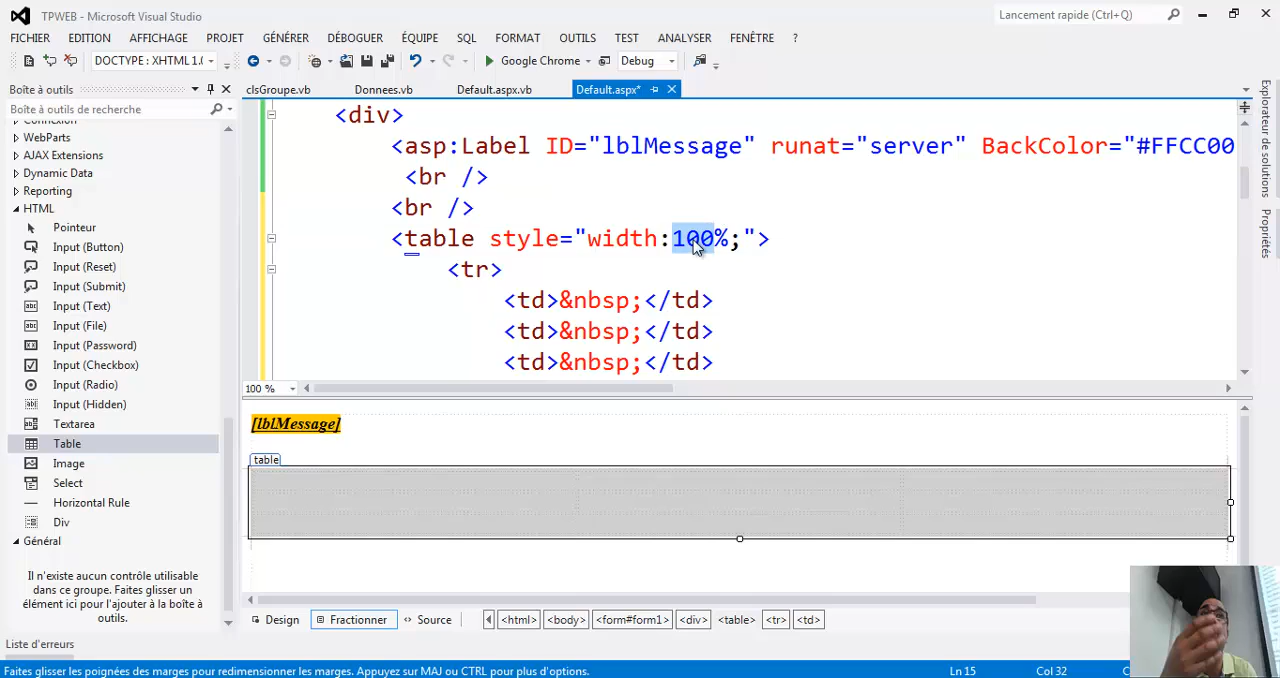 TPWEB - Microsoft Visual Studio
Lancement rapide (Ctrl+Q)
FICHIER EDITION AFFICHAGE PROJET GÉNÉRER DÉBOGUER ÉQUIPE SQL FORMAT OUTILS TEST ANALYSER FENÊTRE ?
DOCTYPE : XHTML 1.( Google Chrome Debug
Boîte à outils
clsGroupe.vb Donnees.vb Default.aspx.vb Default.aspx*
Boîte à outils de recherche
WebParts
AJAX Extensions
Dynamic Data
Reporting
HTML
Pointeur
Input (Button)
Input (Reset)
Input (Submit)
Input (Text)
Input (File)
Input (Password)
Input (Checkbox)
Input (Radio)
Input (Hidden)
Textarea
Table
Image
Select
Horizontal Rule
Div
Général
Il n'existe aucun contrôle utilisable
dans ce groupe. Faites glisser un
élément ici pour l'ajouter à la boîte à
outils.
<div>
<asp:Label ID="lblMessage" runat="server" BackColor="#FFCC00
<br />
<br />
<table style="width:100%;">
<tr>
<td>&nbsp;</td>
<td>&nbsp;</td>
<td>&nbsp;</td>
100 %
[lblMessage]
table
Design Fractionner Source <html> <body> <form#form1> <div> <table> <tr> <td>
Explorateur de solutions
Propriétés
Liste d'erreurs
Faites glisser les poignées des marges pour redimensionner les marges. Appuyez sur MAJ ou CTRL pour plus d'options. Ln 15 Col 32